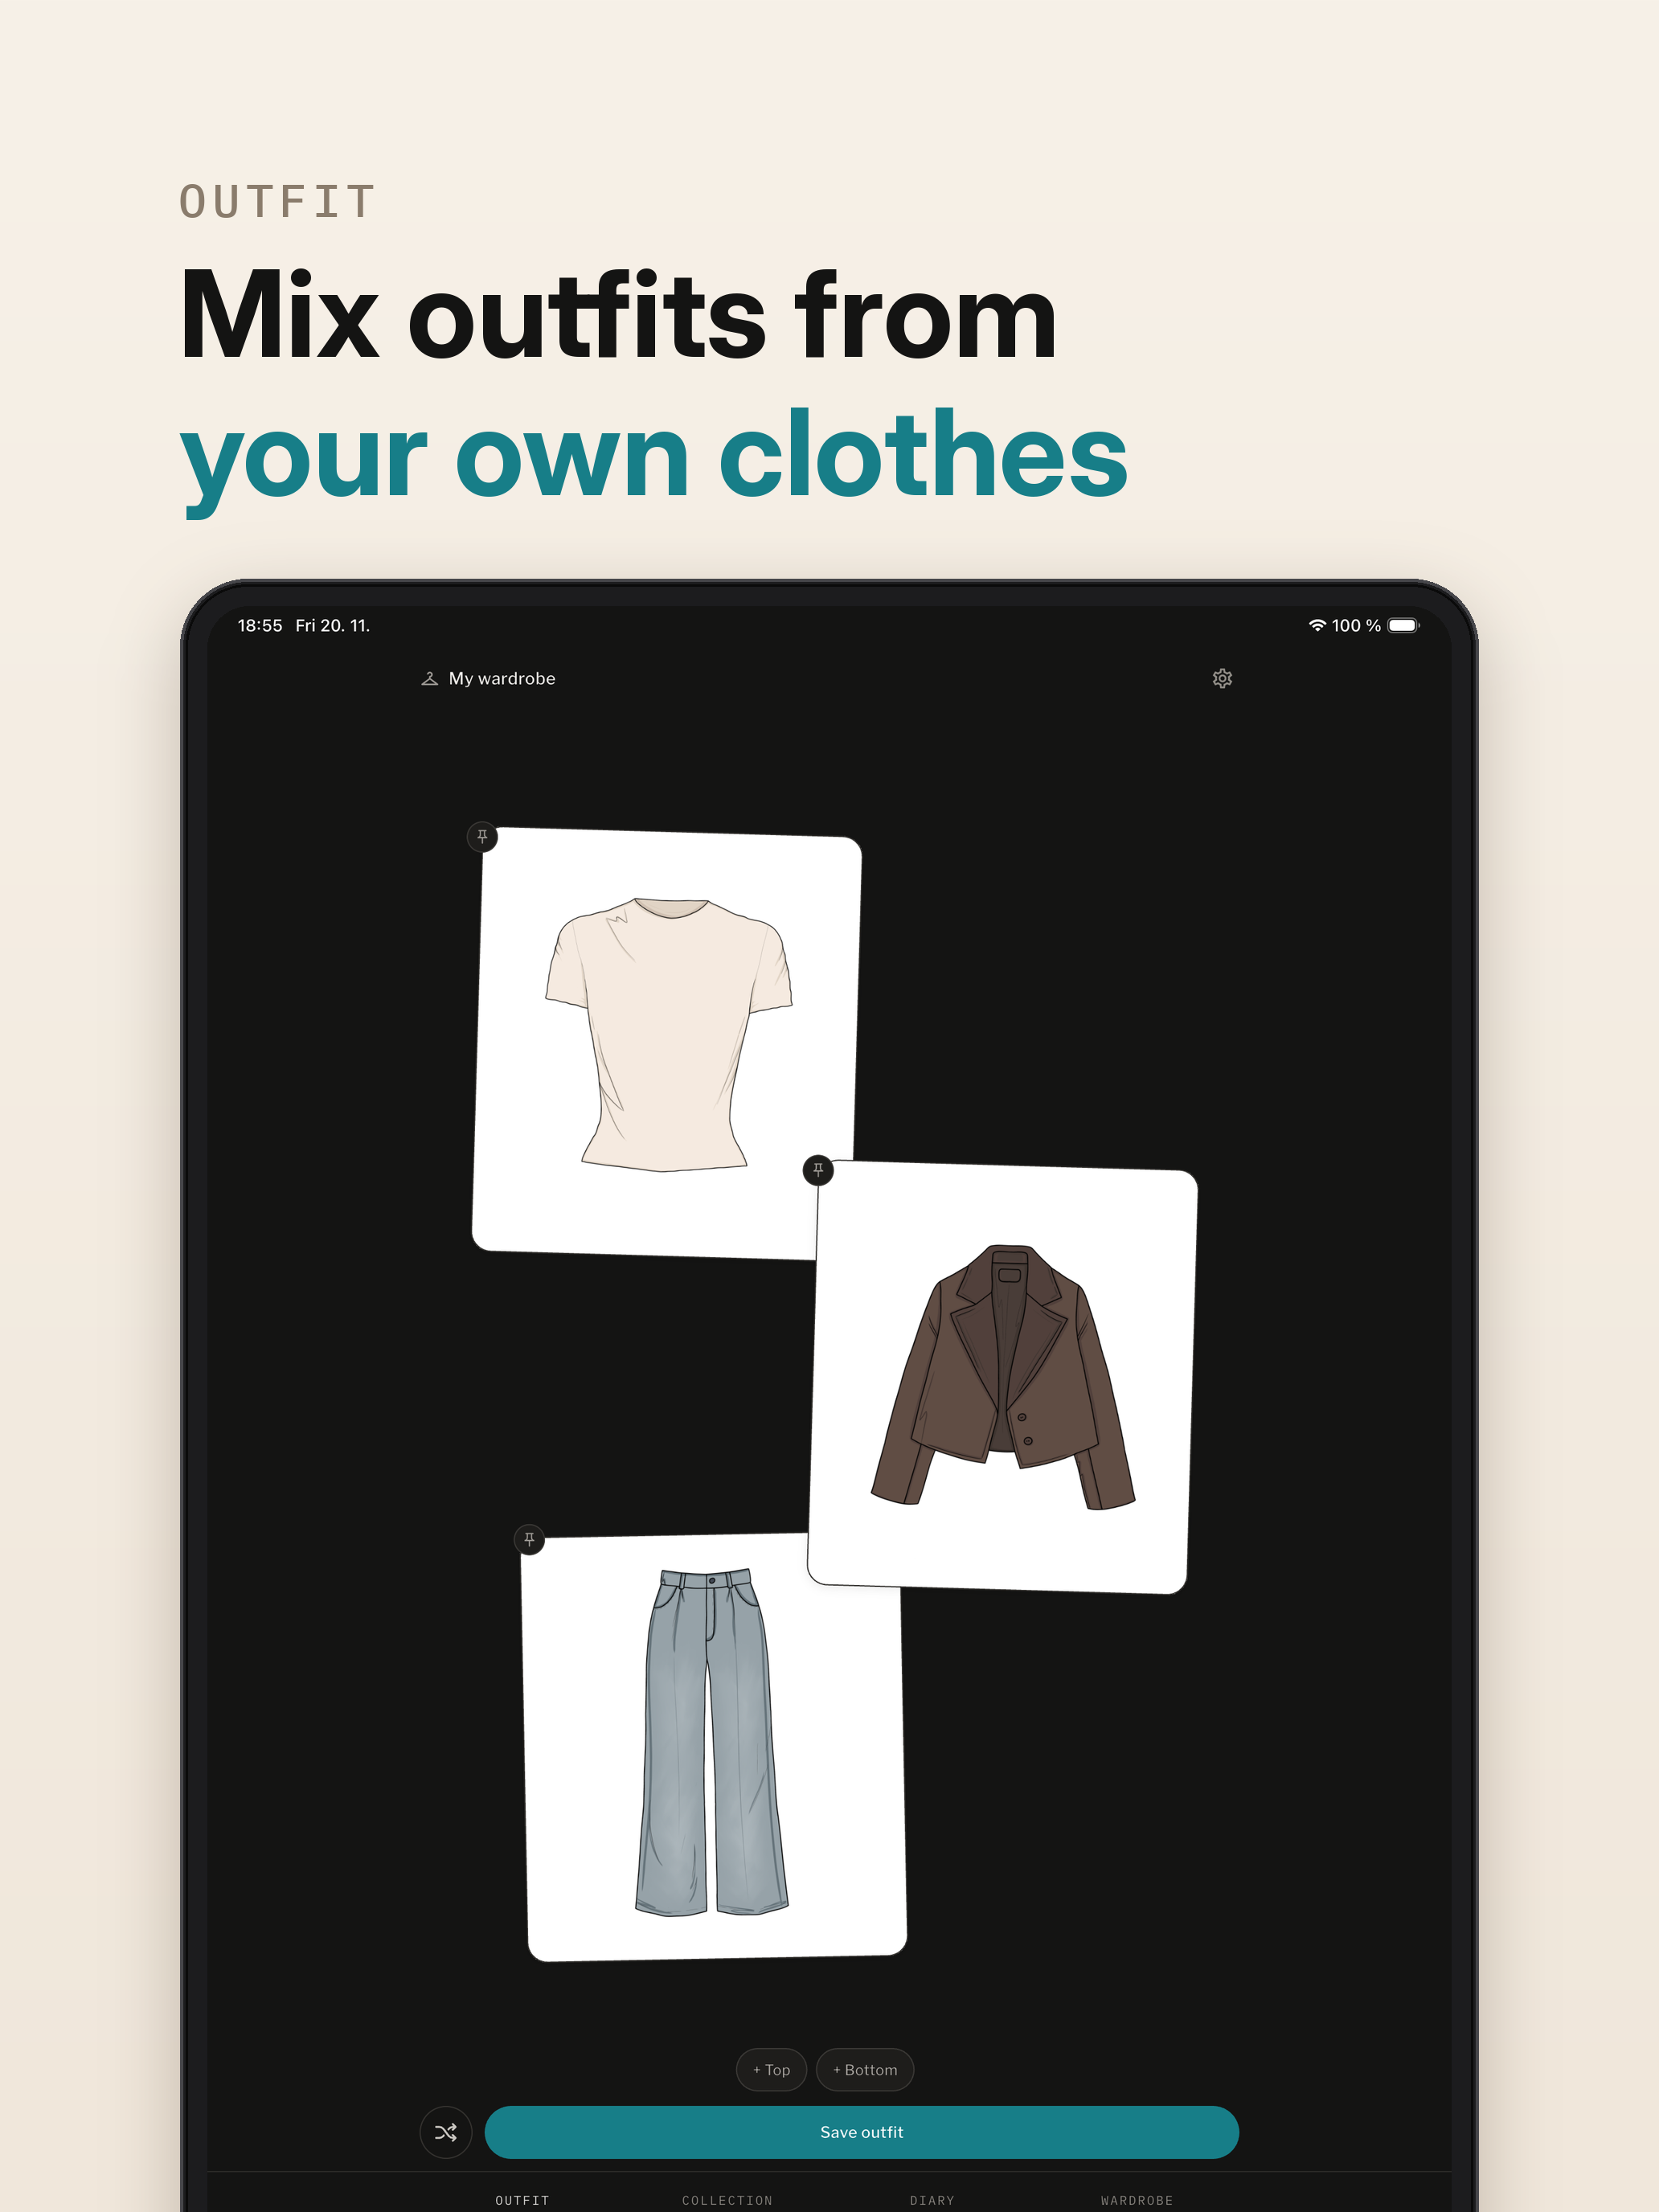 OUTFIT
Mix outfits from
your own clothes
18:55 Fri 20. 11.
100 %
My wardrobe
+ Top
+ Bottom
Save outfit
OUTFIT
COLLECTION
DIARY
WARDROBE